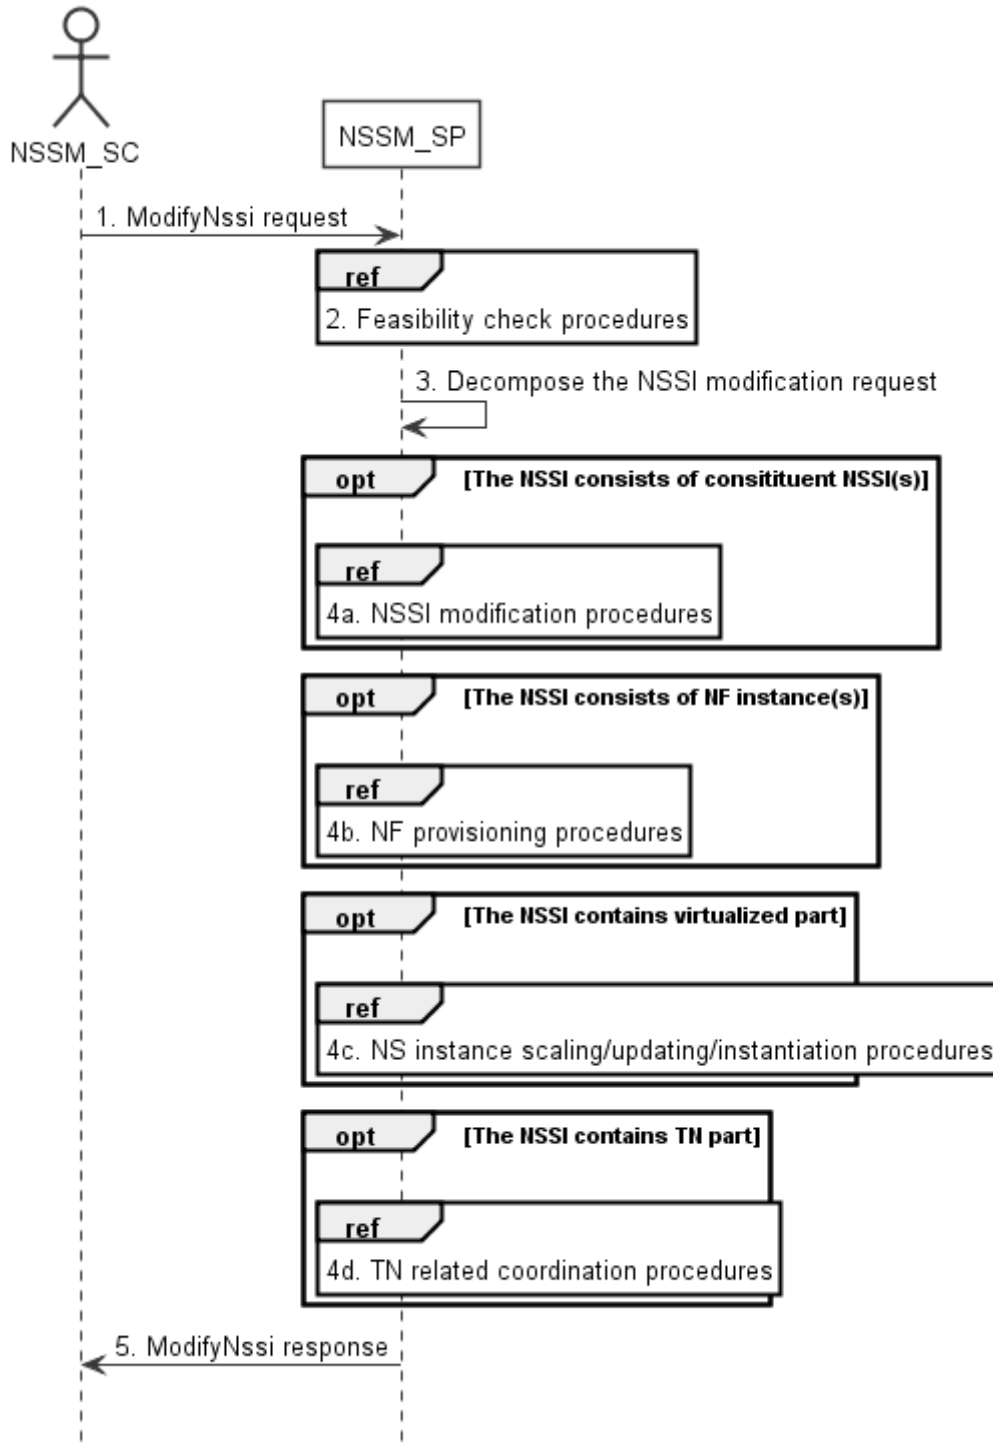 NSSM_SC
NSSM_SP
1. ModifyNssi request
ref
2. Feasibility check procedures
3. Decompose the NSSI modification request
opt [The NSSI consists of consitituent NSSI(s)]
ref
4a. NSSI modification procedures
opt [The NSSI consists of NF instance(s)]
ref
4b. NF provisioning procedures
opt [The NSSI contains virtualized part]
ref
4c. NS instance scaling/updating/instantiation procedures
opt [The NSSI contains TN part]
ref
4d. TN related coordination procedures
5. ModifyNssi response